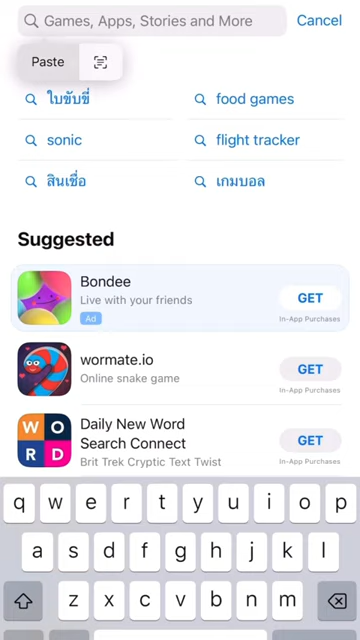 Games, Apps, Stories and More
Cancel
Paste
ใบขับขี่
food games
sonic
flight tracker
สินเชื่อ
เกมบอล
Suggested
Bondee
Live with your friends
Ad
GET
In-App Purchases
wormate.io
Online snake game
GET
In-App Purchases
W O
R D
Daily New Word
Search Connect
Brit Trek Cryptic Text Twist
GET
In-App Purchases
q w e r t y u i o p
a s d f g h j k l
z x c v b n m